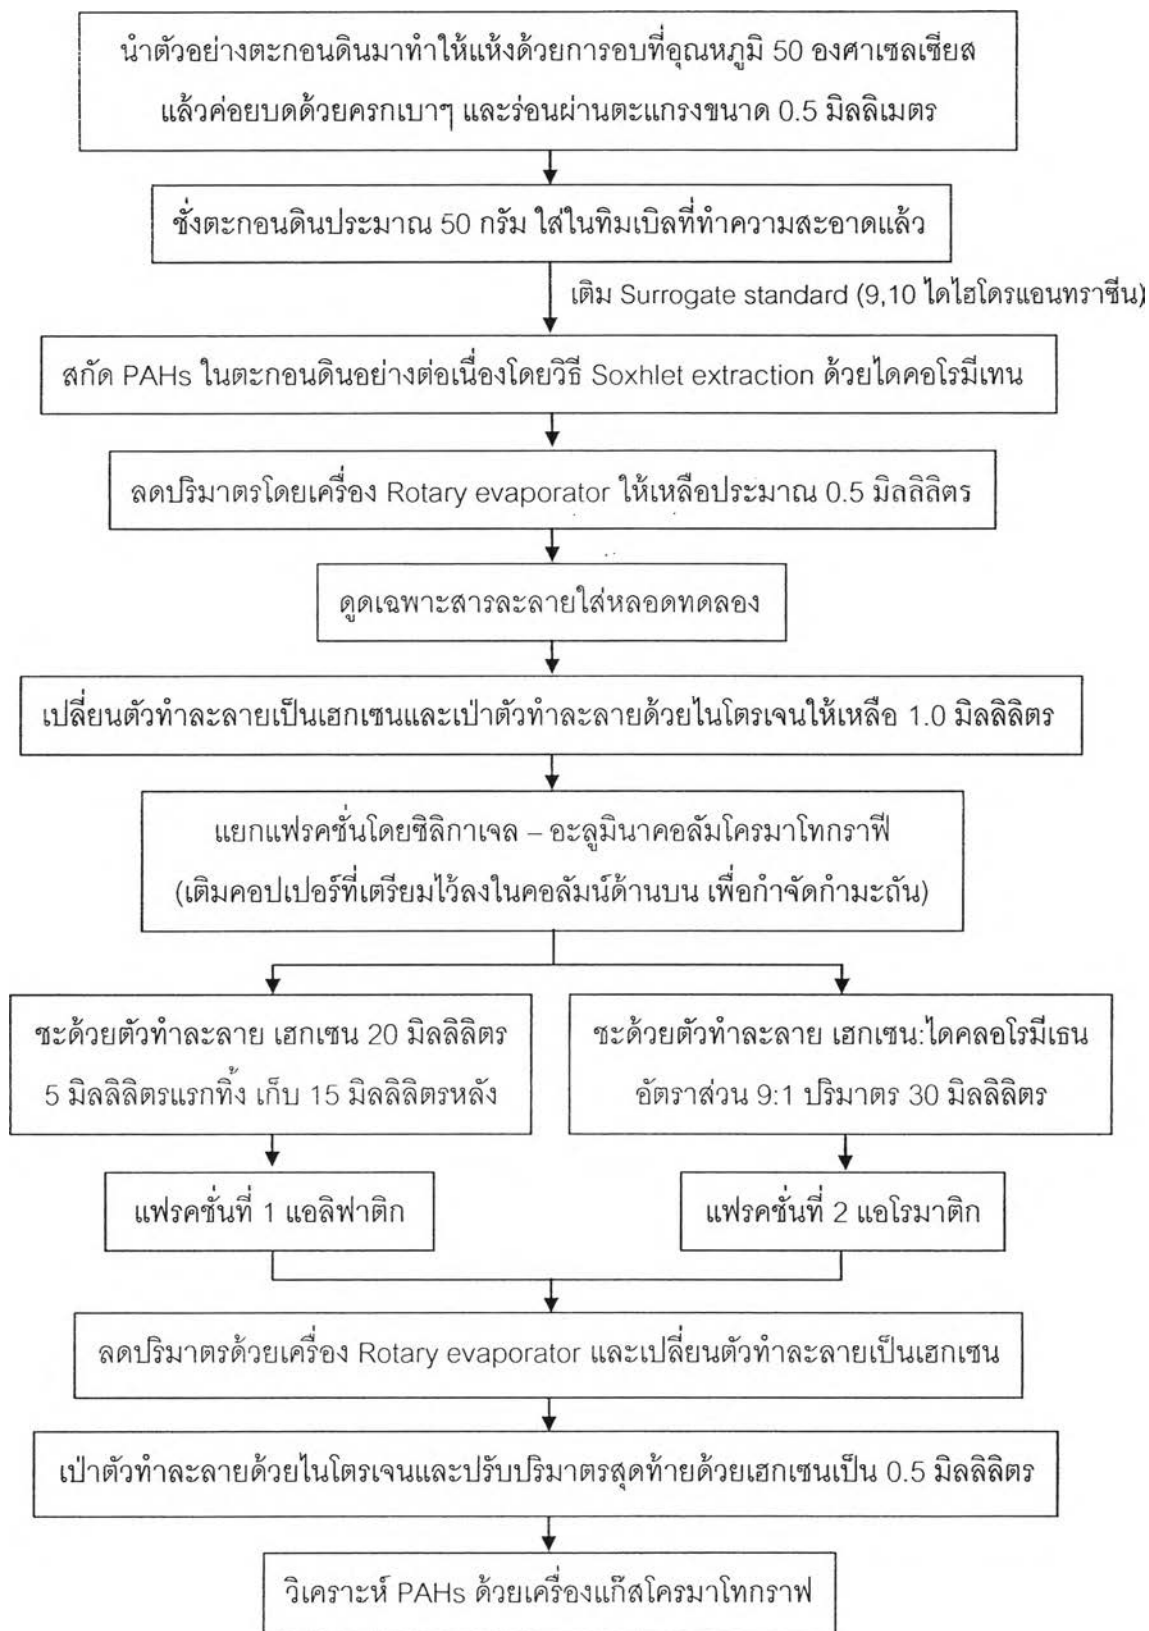 นำตัวอย่างตะกอนดินมาทำให้แห้งด้วยการอบที่อุณหภูมิ 50 องศาเซลเซียส
แล้วค่อยบดด้วยครกเบาๆ และร่อนผ่านตะแกรงขนาด 0.5 มิลลิเมตร
ชั่งตะกอนดินประมาณ 50 กรัม ใส่ในทิมเบิลที่ทำความสะอาดแล้ว
เติม Surrogate standard (9,10 ไดไฮโดรแอนทราซีน)
สกัด PAHs ในตะกอนดินอย่างต่อเนื่องโดยวิธี Soxhlet extraction ด้วยไดคอโรมีเทน
ลดปริมาตรโดยเครื่อง Rotary evaporator ให้เหลือประมาณ 0.5 มิลลิลิตร
ดูดเฉพาะสารละลายใส่หลอดทดลอง
เปลี่ยนตัวทำละลายเป็นเฮกเซนและเป่าตัวทำละลายด้วยไนโตรเจนให้เหลือ 1.0 มิลลิลิตร
แยกแฟรคชั่นโดยซิลิกาเจล – อะลูมินาคอลัมโครมาโทกราฟี
(เติมคอปเปอร์ที่เตรียมไว้ลงในคอลัมน์ด้านบน เพื่อกำจัดกำมะถัน)
ชะด้วยตัวทำละลาย เฮกเซน 20 มิลลิลิตร
5 มิลลิลิตรแรกทิ้ง เก็บ 15 มิลลิลิตรหลัง
ชะด้วยตัวทำละลาย เฮกเซน:ไดคลอโรมีเธน
อัตราส่วน 9:1 ปริมาตร 30 มิลลิลิตร
แฟรคชั่นที่ 1 แอลิฟาติก
แฟรคชั่นที่ 2 แอโรมาติก
ลดปริมาตรด้วยเครื่อง Rotary evaporator และเปลี่ยนตัวทำละลายเป็นเฮกเซน
เป่าตัวทำละลายด้วยไนโตรเจนและปรับปริมาตรสุดท้ายด้วยเฮกเซนเป็น 0.5 มิลลิลิตร
วิเคราะห์ PAHs ด้วยเครื่องแก๊สโครมาโทกราฟ